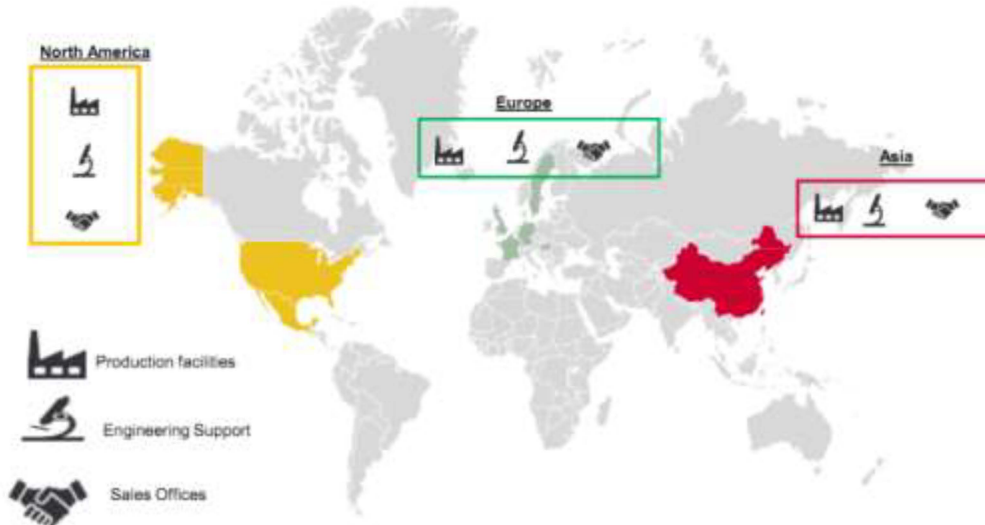 North America
Europe
Asia
Production facilities
Engineering Support
Sales Offices